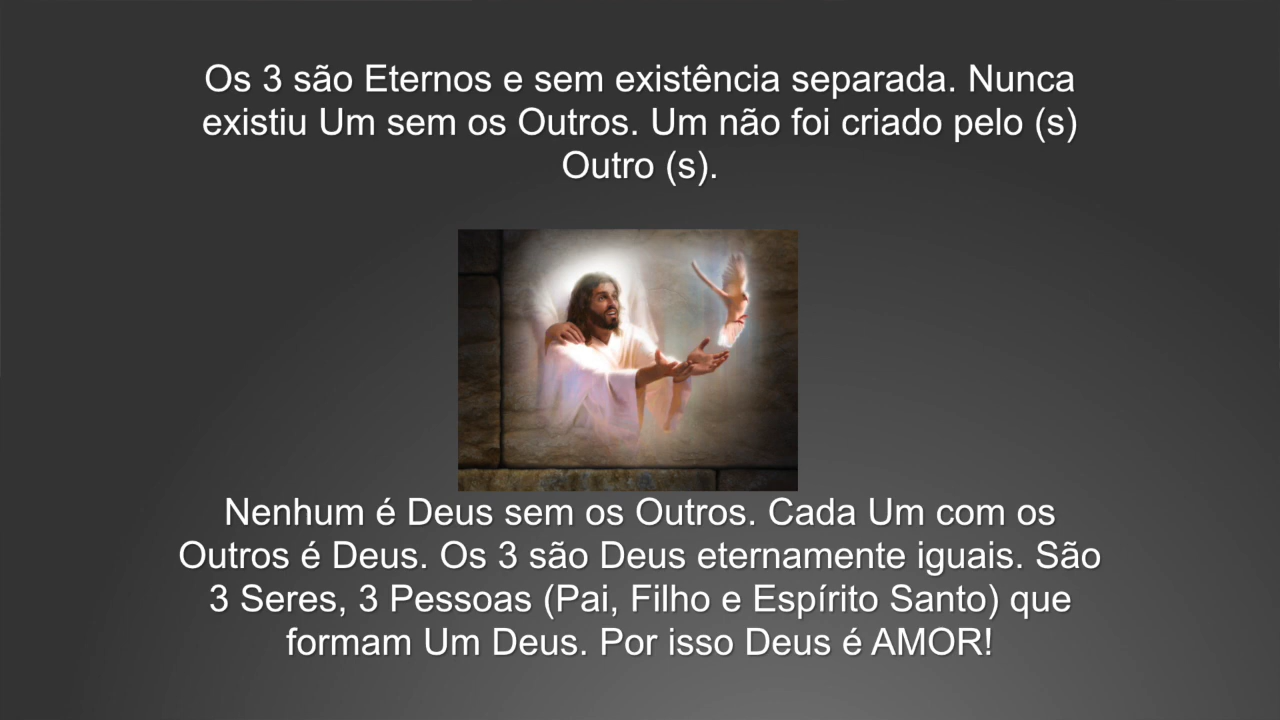 Os 3 são Eternos e sem existência separada. Nunca
existiu Um sem os Outros. Um não foi criado pelo (s)
Outro (s).
Nenhum é Deus sem os Outros. Cada Um com os
Outros é Deus. Os 3 são Deus eternamente iguais. São
3 Seres, 3 Pessoas (Pai, Filho e Espírito Santo) que
formam Um Deus. Por isso Deus é AMOR!